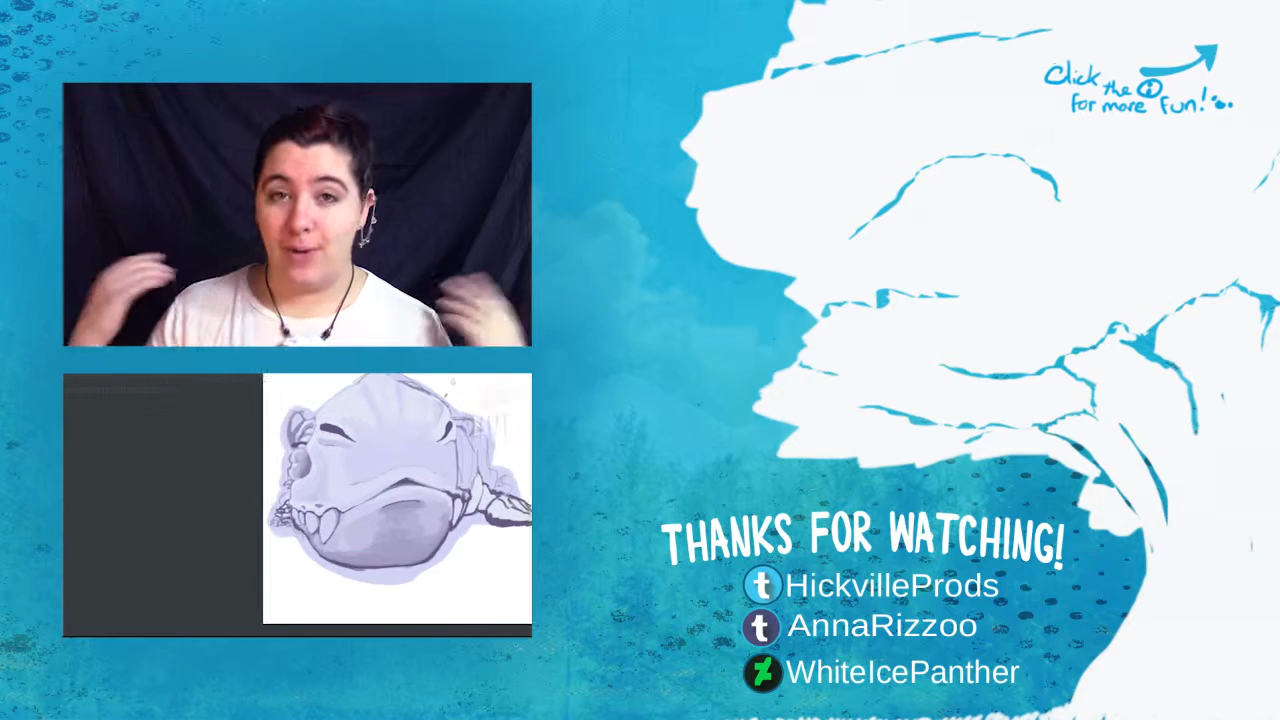 Click
the i
for more fun!
THANKS FOR WATCHING!
t HickvilleProds
t AnnaRizzoo
WhiteIcePanther